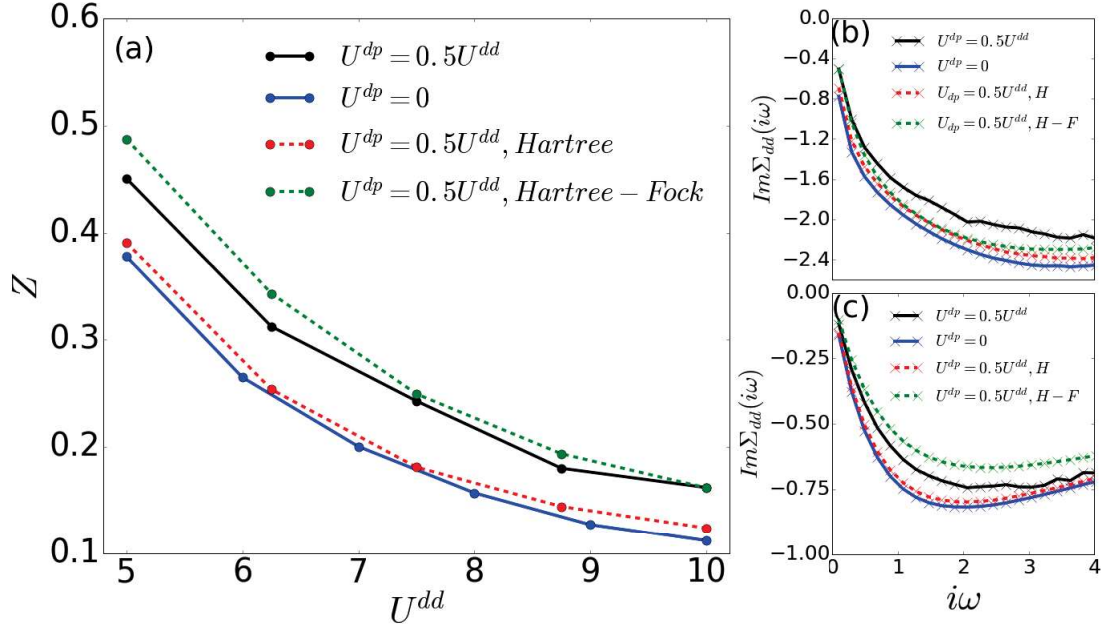 (a)
U^{dp} = 0.5U^{dd}
U^{dp} = 0
U^{dp} = 0.5U^{dd}, Hartree
U^{dp} = 0.5U^{dd}, Hartree − Fock
0.6
0.5
0.4
0.3
0.2
0.1
Z
5 6 7 8 9 10
U^{dd}
(b)
U^{dp} = 0.5U^{dd}
U^{dp} = 0
U_{dp} = 0.5U^{dd}, H
U_{dp} = 0.5U^{dd}, H − F
0.0
−0.4
−0.8
−1.2
−1.6
−2.0
−2.4
ImΣ_{dd}(iω)
(c)
U^{dp} = 0.5U^{dd}
U^{dp} = 0
U^{dp} = 0.5U^{dd}, H
U^{dp} = 0.5U^{dd}, H − F
0.00
−0.25
−0.50
−0.75
−1.00
ImΣ_{dd}(iω)
0 1 2 3 4
iω